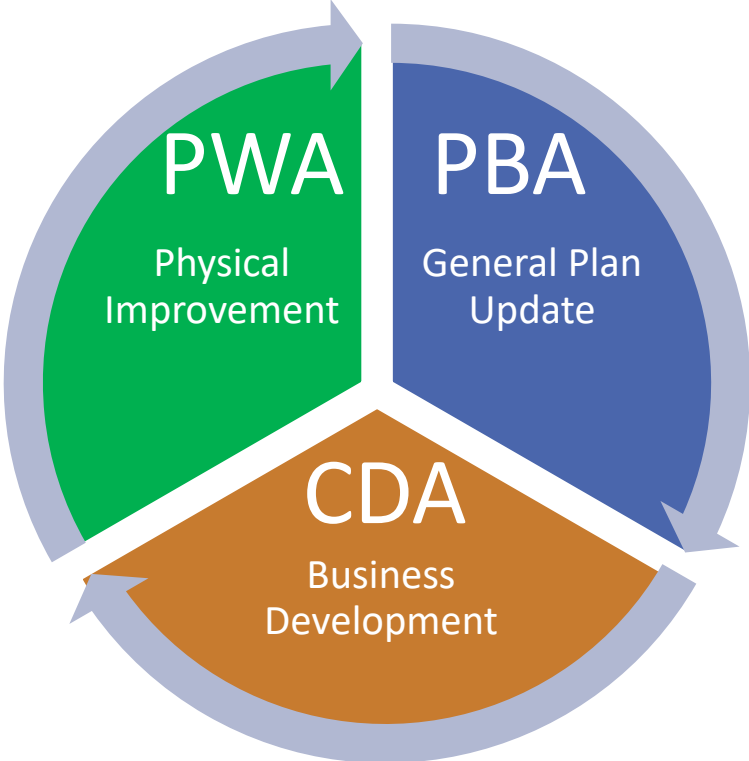 PWA
Physical
Improvement
PBA
General Plan
Update
CDA
Business
Development